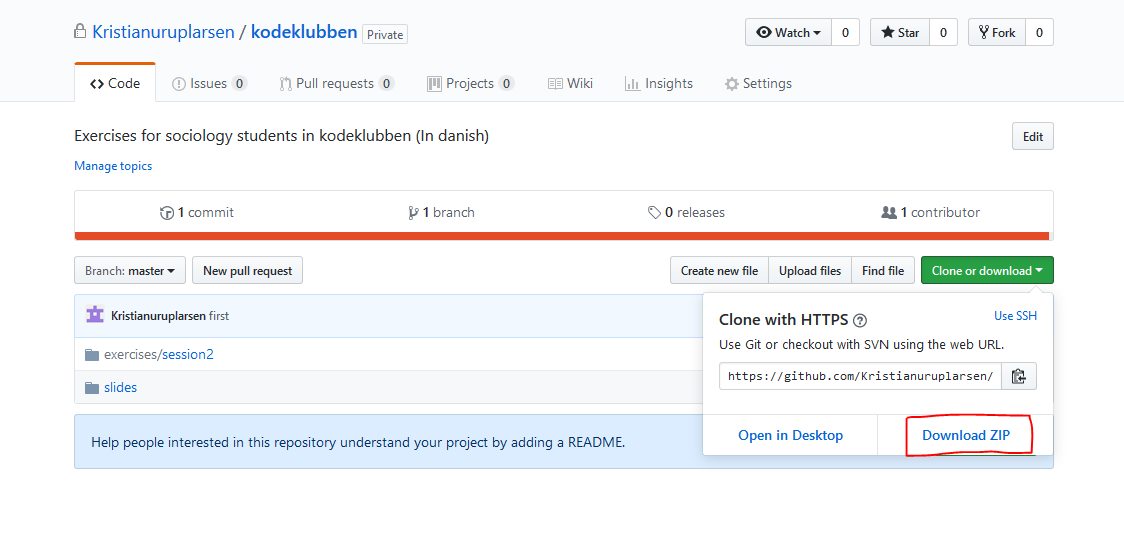 Kristianuruplarsen / kodeklubben Private
Watch 0 Star 0 Fork 0
Code Issues 0 Pull requests 0 Projects 0 Wiki Insights Settings
Exercises for sociology students in kodeklubben (In danish)
Edit
Manage topics
1 commit 1 branch 0 releases 1 contributor
Branch: master New pull request Create new file Upload files Find file Clone or download
Kristianuruplarsen first
exercises/session2
slides
Help people interested in this repository understand your project by adding a README.
Clone with HTTPS ? Use SSH
Use Git or checkout with SVN using the web URL.
https://github.com/Kristianuruplarsen/
Open in Desktop Download ZIP